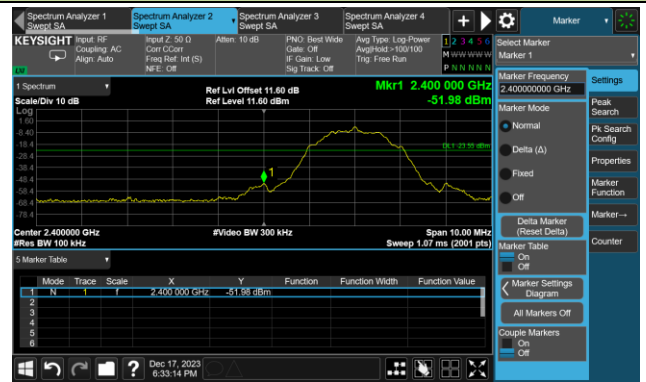 Spectrum Analyzer 1
Swept SA
Spectrum Analyzer 2
Swept SA
Spectrum Analyzer 3
Swept SA
Spectrum Analyzer 4
Swept SA
+
Marker
KEYSIGHT
Input: RF
Coupling: AC
Align: Auto
Input Z: 50 Ω
Corr CCorr
Freq Ref: Int (S)
NFE: Off
Atten: 10 dB
PNO: Best Wide
Gate: Off
IF Gain: Low
Sig Track: Off
Avg Type: Log-Power
Avg|Hold:>100/100
Trig: Free Run
1 2 3 4 5 6
M W W W W W
P N N N N N
Select Marker
Marker 1
1 Spectrum
Scale/Div 10 dB
Ref Lvl Offset 11.60 dB
Ref Level 11.60 dBm
Mkr1 2.400 000 GHz
-51.98 dBm
Log
1.60
-8.40
-18.4
-28.4
-38.4
-48.4
-58.4
-68.4
-78.4
DL1 -23.59 dBm
1
Center 2.400000 GHz
#Res BW 100 kHz
#Video BW 300 kHz
Span 10.00 MHz
Sweep 1.07 ms (2001 pts)
5 Marker Table
Mode Trace Scale X Y Function Function Width Function Value
1 N 1 f 2.400 000 GHz -51.98 dBm
2
3
4
5
6
Marker Frequency
2.400000000 GHz
Marker Mode
Normal
Delta (Δ)
Fixed
Off
Delta Marker
(Reset Delta)
Marker Table
On
Off
Marker Settings
Diagram
All Markers Off
Couple Markers
On
Off
Settings
Peak
Search
Pk Search
Config
Properties
Marker
Function
Marker→
Counter
?
Dec 17, 2023
6:33:14 PM